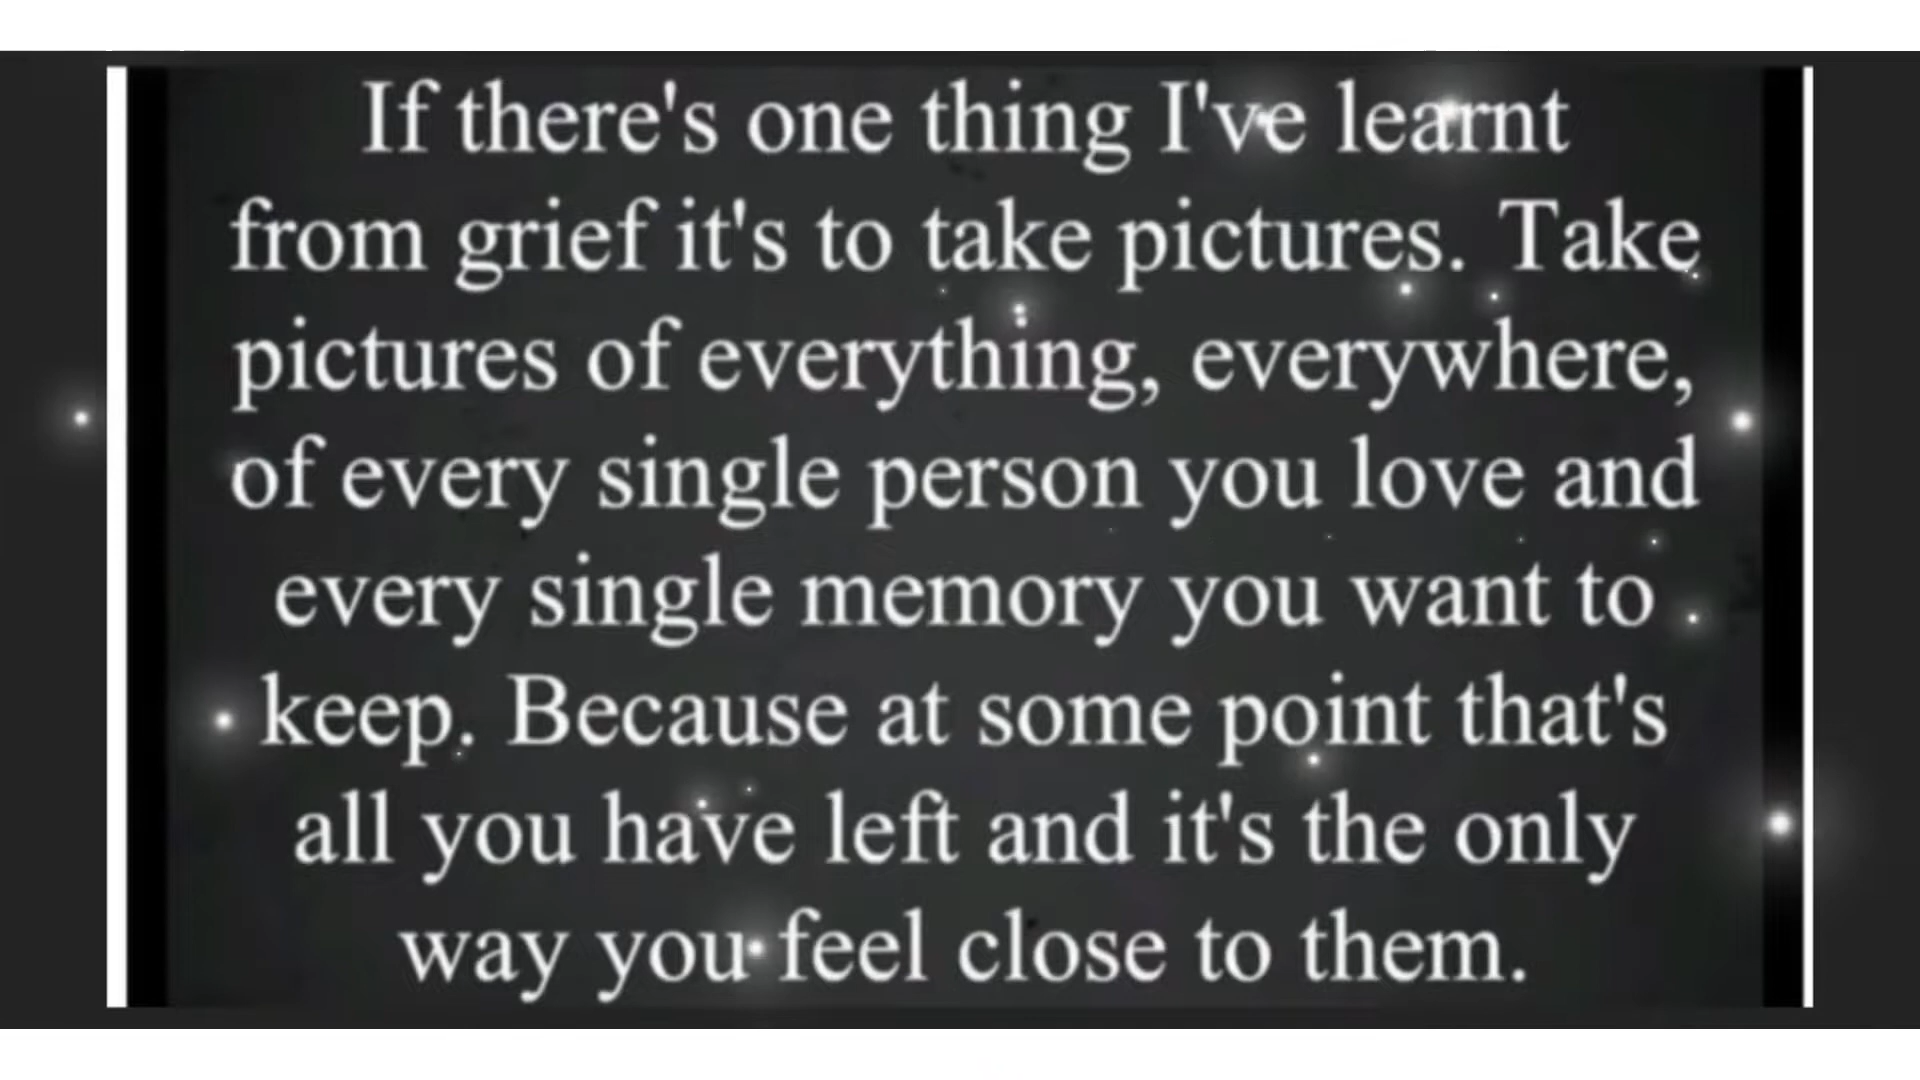 If there's one thing I've learnt
from grief it's to take pictures. Take
pictures of everything, everywhere,
of every single person you love and
every single memory you want to
keep. Because at some point that's
all you have left and it's the only
way you feel close to them.